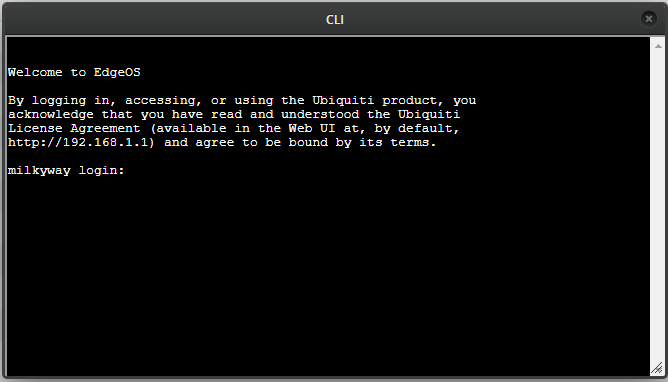 CLI
Welcome to EdgeOS
By logging in, accessing, or using the Ubiquiti product, you
acknowledge that you have read and understood the Ubiquiti
License Agreement (available in the Web UI at, by default,
http://192.168.1.1) and agree to be bound by its terms.
milkyway login: